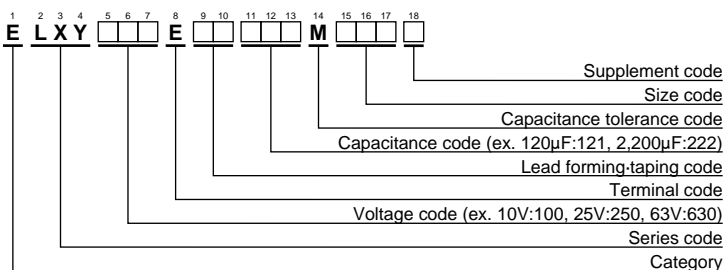 1 2 3 4 5 6 7 8 9 10 11 12 13 14 15 16 17 18
E L X Y E M
Supplement code
Size code
Capacitance tolerance code
Capacitance code (ex. 120µF:121, 2,200µF:222)
Lead forming·taping code
Terminal code
Voltage code (ex. 10V:100, 25V:250, 63V:630)
Series code
Category